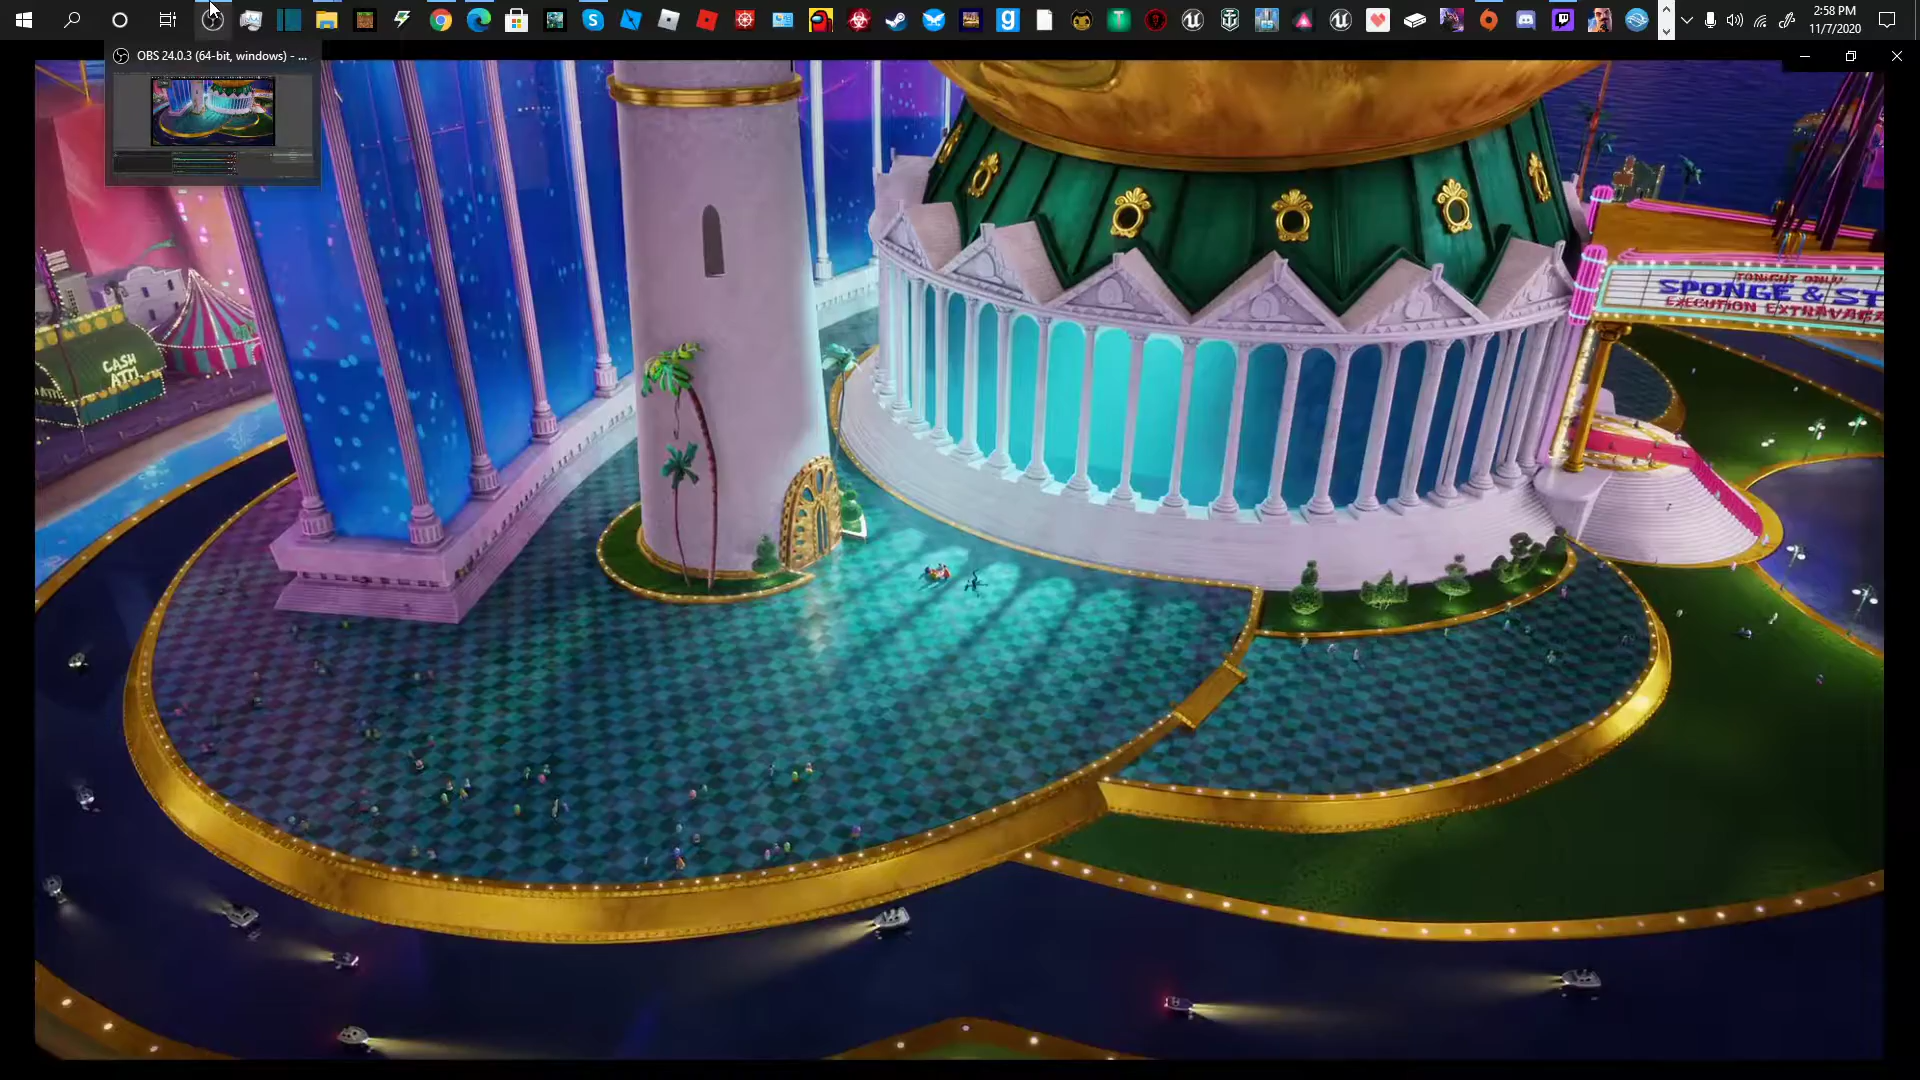 2:58 PM
11/7/2020
OBS 24.0.3 (64-bit, windows) - ...
TONIGHT ONLY
SPONGE & ST
EXECUTION EXTRAVAGA
CASH
ATM